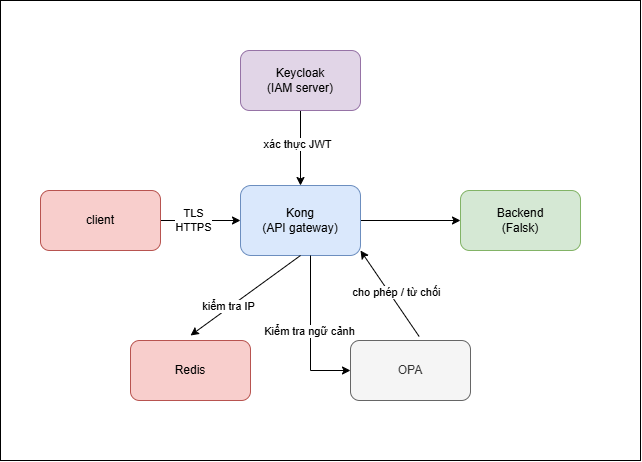 Keycloak
(IAM server)
xác thực JWT
client
TLS
HTTPS
Kong
(API gateway)
Backend
(Falsk)
kiểm tra IP
Kiểm tra ngữ cảnh
cho phép / từ chối
Redis
OPA